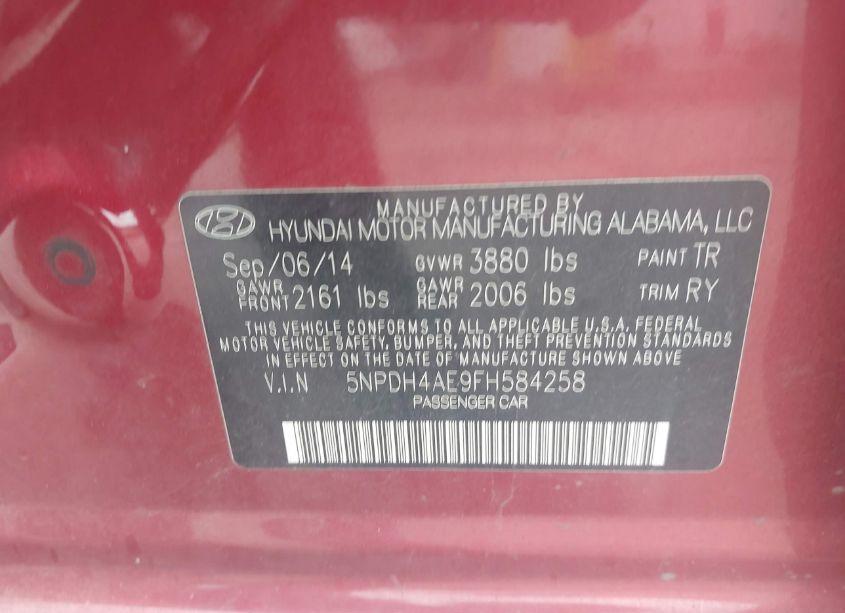 MANUFACTURED BY
HYUNDAI MOTOR MANUFACTURING ALABAMA, LLC
Sep/06/14 GVWR 3880 lbs PAINT TR
GAWR FRONT 2161 lbs GAWR REAR 2006 lbs TRIM RY
THIS VEHICLE CONFORMS TO ALL APPLICABLE U.S.A. FEDERAL
MOTOR VEHICLE SAFETY, BUMPER, AND THEFT PREVENTION STANDARDS
IN EFFECT ON THE DATE OF MANUFACTURE SHOWN ABOVE
V.I.N 5NPDH4AE9FH584258
PASSENGER CAR